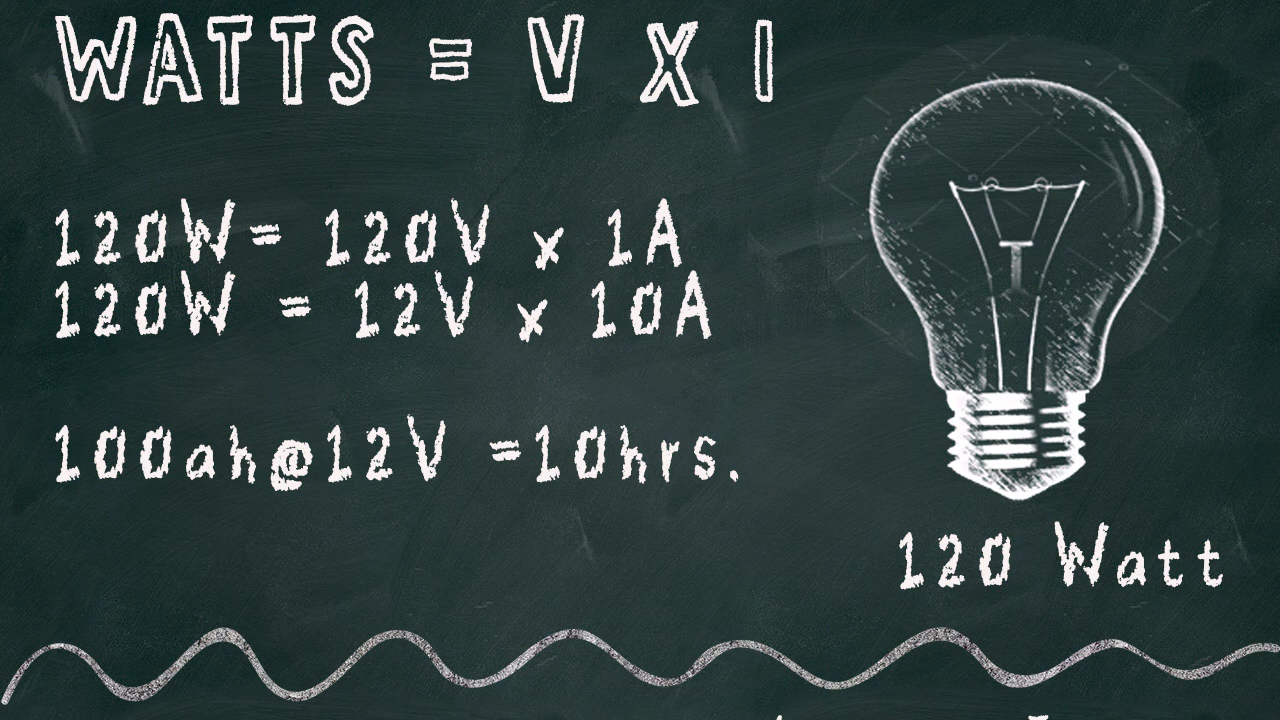 WATTS = V X I
120W= 120V x 1A
120W = 12V x 10A
100ah@12V =10hrs.
120 Watt